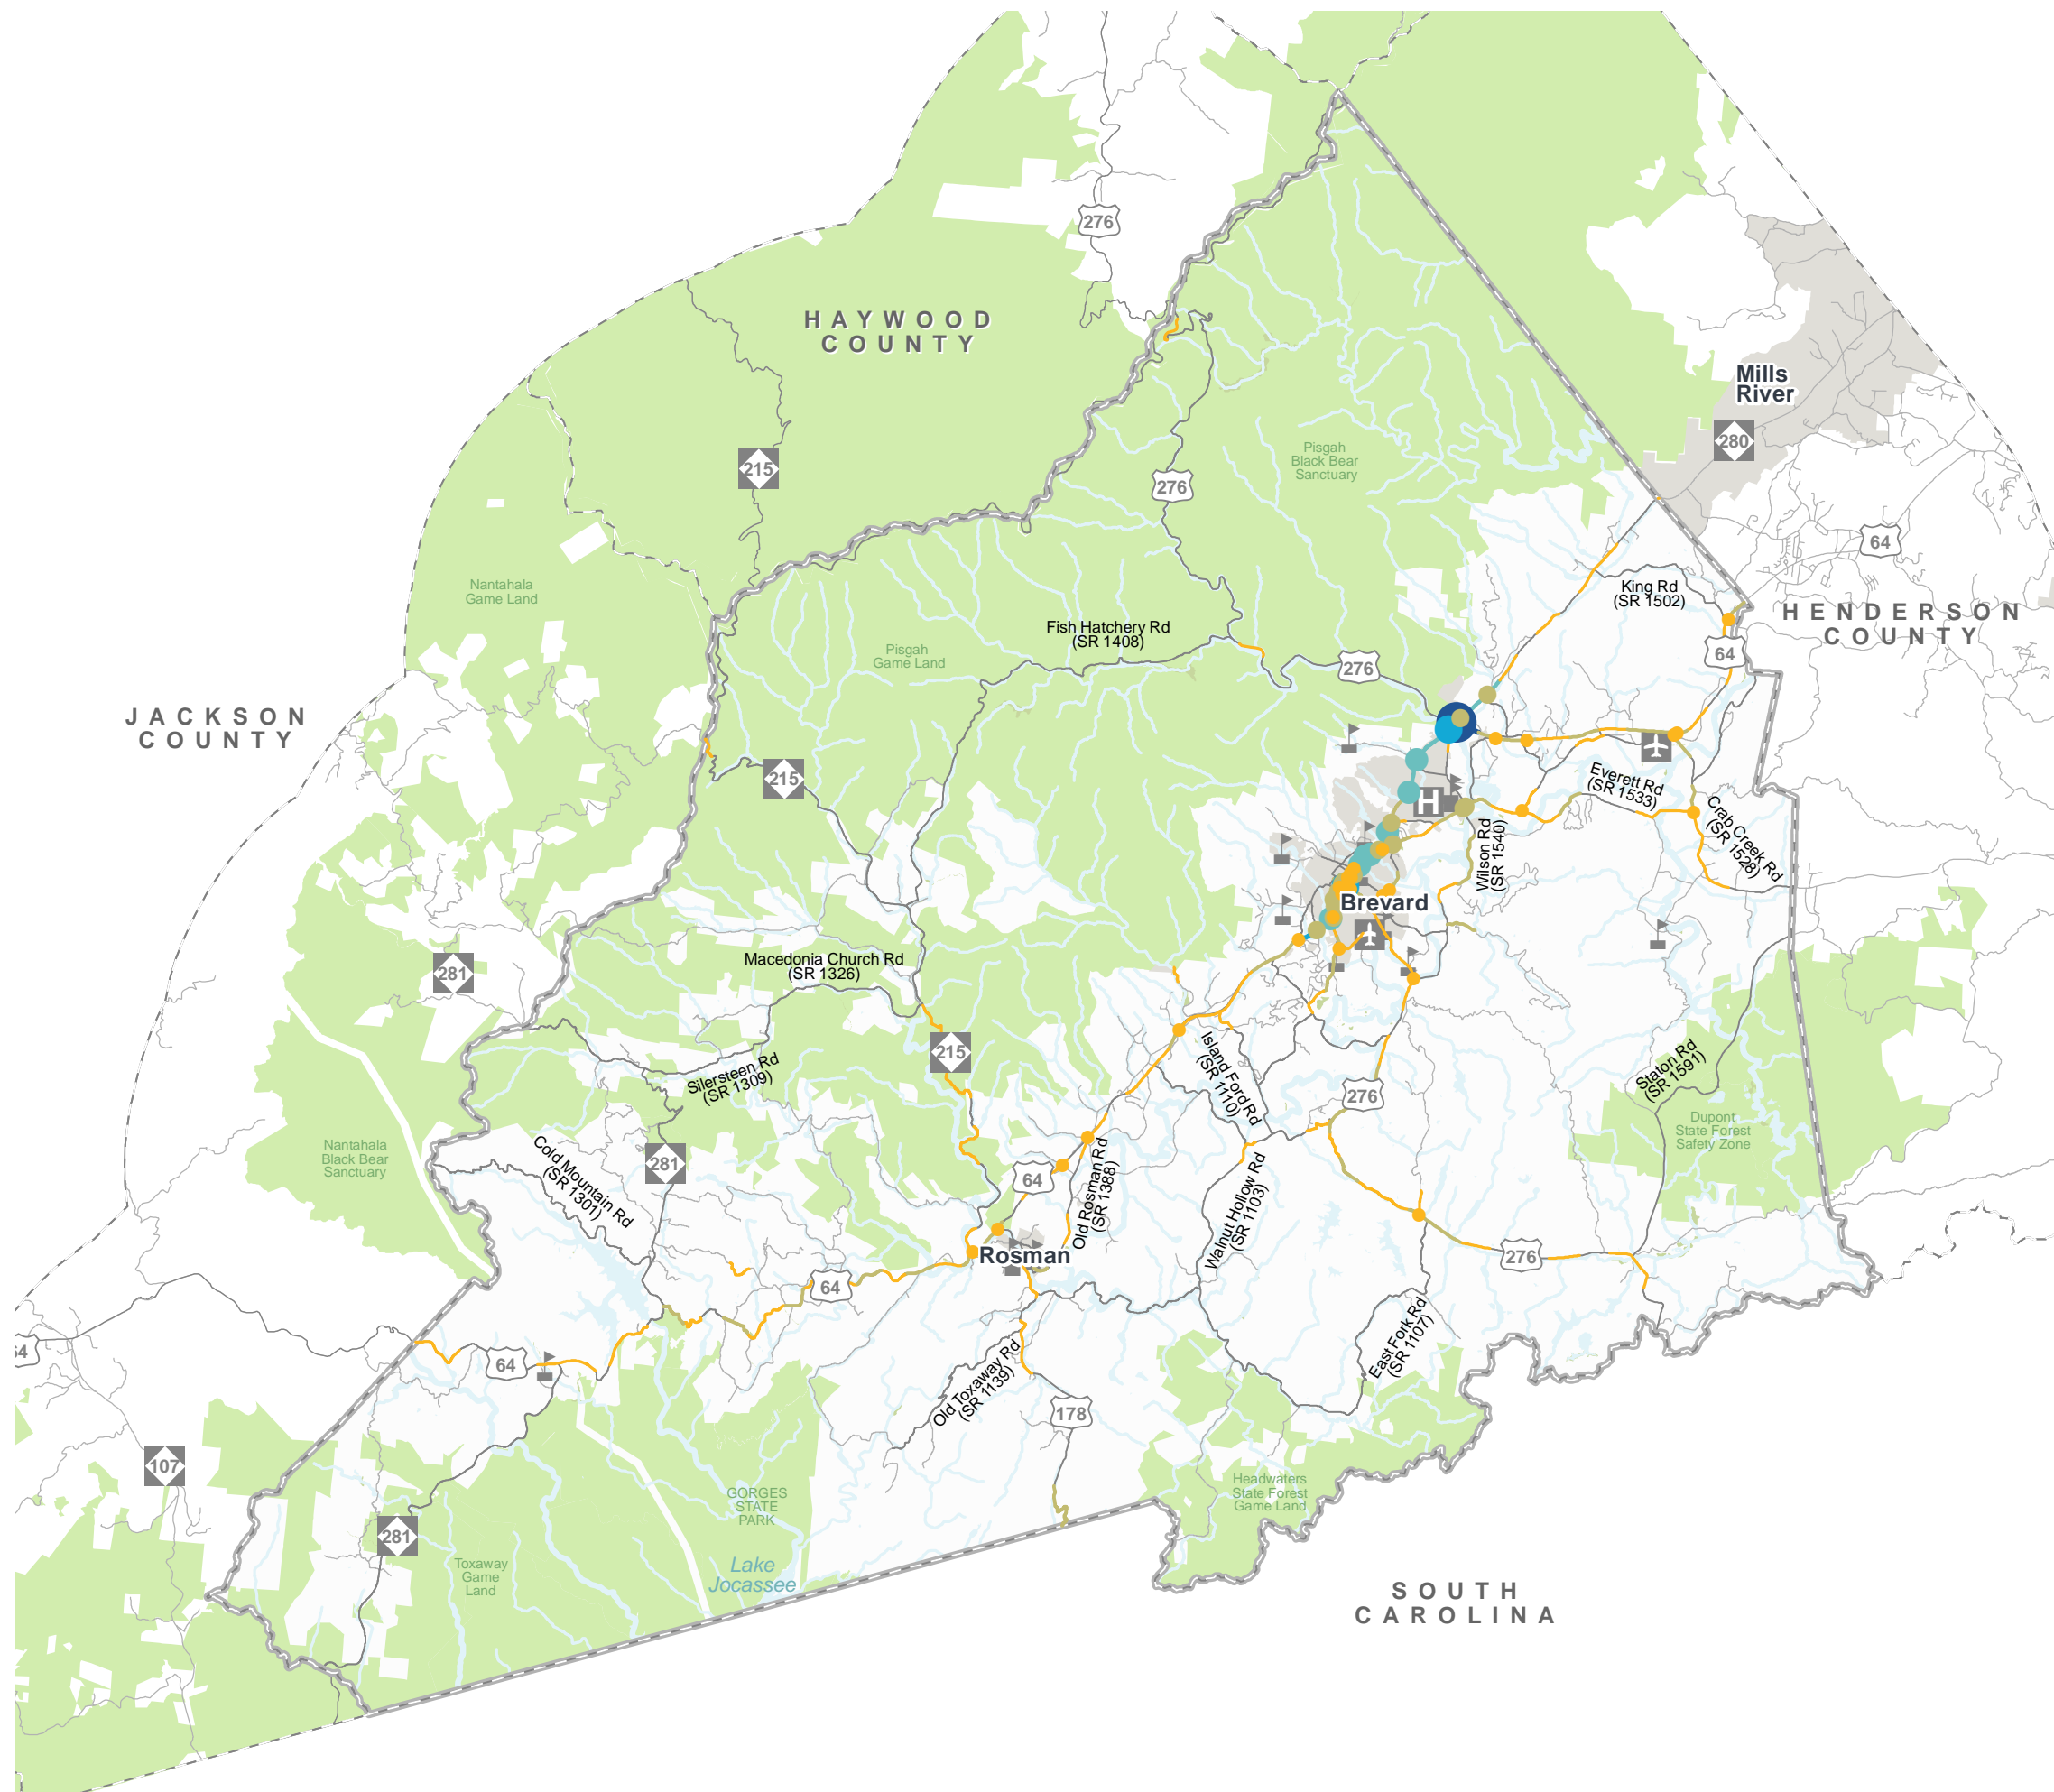 276
HAYWOOD
COUNTY
Mills
River
280
215
276
Pisgah
Black Bear
Sanctuary
64
Nantahala
Game Land
King Rd
(SR 1502)
HENDERSON
COUNTY
Fish Hatchery Rd
(SR 1408)
Pisgah
Game Land
276
64
JACKSON
COUNTY
215
Everett Rd
(SR 1533)
H
Crab Creek Rd
(SR 1528)
Wilson Rd
(SR 1540)
Brevard
281
Macedonia Church Rd
(SR 1326)
215
Silersteen Rd
(SR 1309)
Island Ford Rd
(SR 1110)
276
Staton Rd
(SR 1591)
Dupont
State Forest
Safety Zone
Nantahala
Black Bear
Sanctuary
Cold Mountain Rd
(SR 1301)
281
64
Old Rosman Rd
(SR 1388)
Walnut Hollow Rd
(SR 1103)
Rosman
276
64
64
64
East Fork Rd
(SR 1107)
Old Toxaway Rd
(SR 1139)
178
107
Headwaters
State Forest
Game Land
GORGES
STATE
PARK
281
Toxaway
Game
Land
Lake
Jocassee
SOUTH
CAROLINA